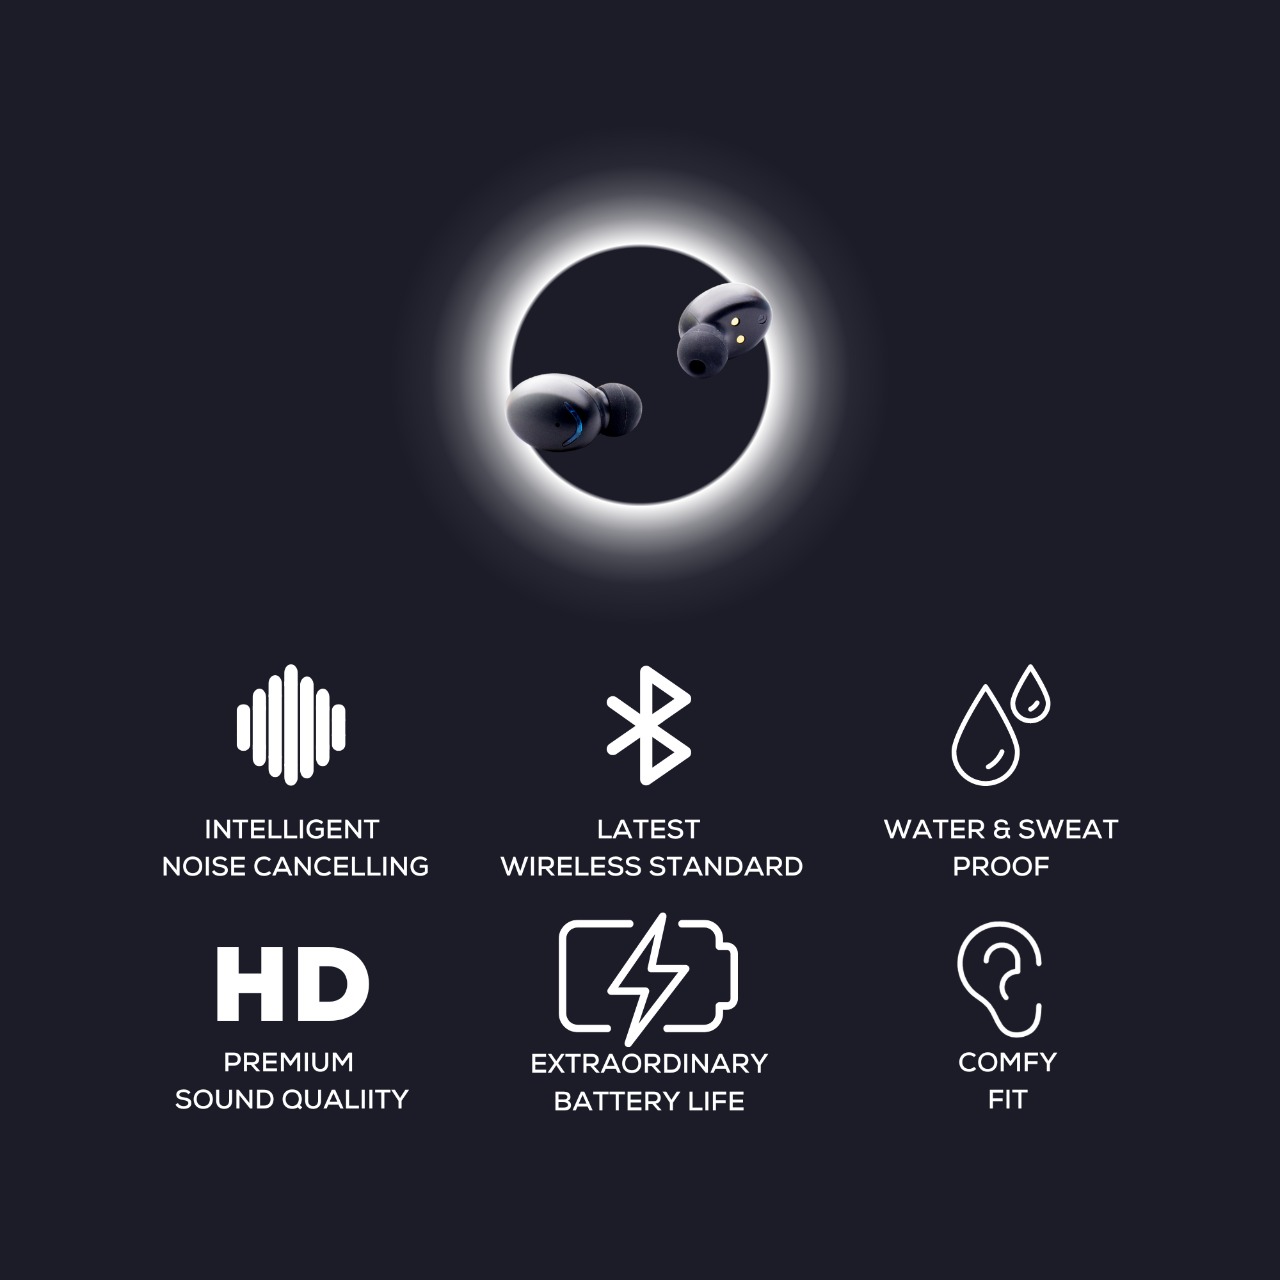 INTELLIGENT
NOISE CANCELLING
LATEST
WIRELESS STANDARD
WATER & SWEAT
PROOF
HD
PREMIUM
SOUND QUALIITY
EXTRAORDINARY
BATTERY LIFE
COMFY
FIT